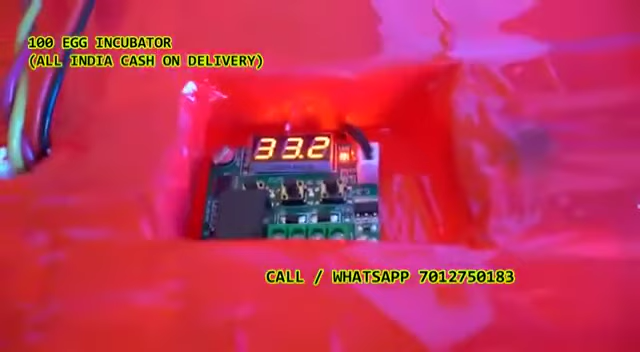 100 EGG INCUBATOR
(ALL INDIA CASH ON DELIVERY)
33.2
CALL / WHATSAPP 7012750183